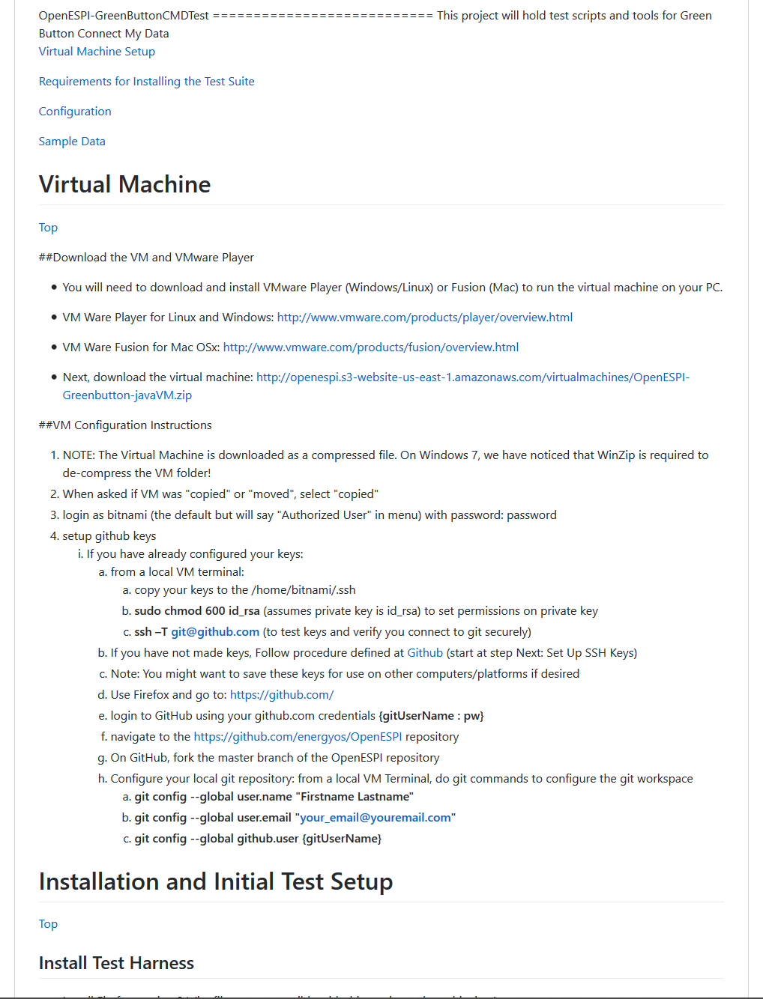 OpenESPI-GreenButtonCMDTest =========================== This project will hold test scripts and tools for Green
Button Connect My Data
Virtual Machine Setup
Requirements for Installing the Test Suite
Configuration
Sample Data
Virtual Machine
Top
##Download the VM and VMware Player
• You will need to download and install VMware Player (Windows/Linux) or Fusion (Mac) to run the virtual machine on your PC.
• VM Ware Player for Linux and Windows: http://www.vmware.com/products/player/overview.html
• VM Ware Fusion for Mac OSx: http://www.vmware.com/products/fusion/overview.html
• Next, download the virtual machine: http://openespi.s3-website-us-east-1.amazonaws.com/virtualmachines/OpenESPI-
Greenbutton-javaVM.zip
##VM Configuration Instructions
1. NOTE: The Virtual Machine is downloaded as a compressed file. On Windows 7, we have noticed that WinZip is required to
de-compress the VM folder!
2. When asked if VM was "copied" or "moved", select "copied"
3. login as bitnami (the default but will say "Authorized User" in menu) with password: password
4. setup github keys
i. If you have already configured your keys:
a. from a local VM terminal:
a. copy your keys to the /home/bitnami/.ssh
b. sudo chmod 600 id_rsa (assumes private key is id_rsa) to set permissions on private key
c. ssh –T git@github.com (to test keys and verify you connect to git securely)
b. If you have not made keys, Follow procedure defined at Github (start at step Next: Set Up SSH Keys)
c. Note: You might want to save these keys for use on other computers/platforms if desired
d. Use Firefox and go to: https://github.com/
e. login to GitHub using your github.com credentials {gitUserName : pw}
f. navigate to the https://github.com/energyos/OpenESPI repository
g. On GitHub, fork the master branch of the OpenESPI repository
h. Configure your local git repository: from a local VM Terminal, do git commands to configure the git workspace
a. git config --global user.name "Firstname Lastname"
b. git config --global user.email "your_email@youremail.com"
c. git config --global github.user {gitUserName}
Installation and Initial Test Setup
Top
Install Test Harness